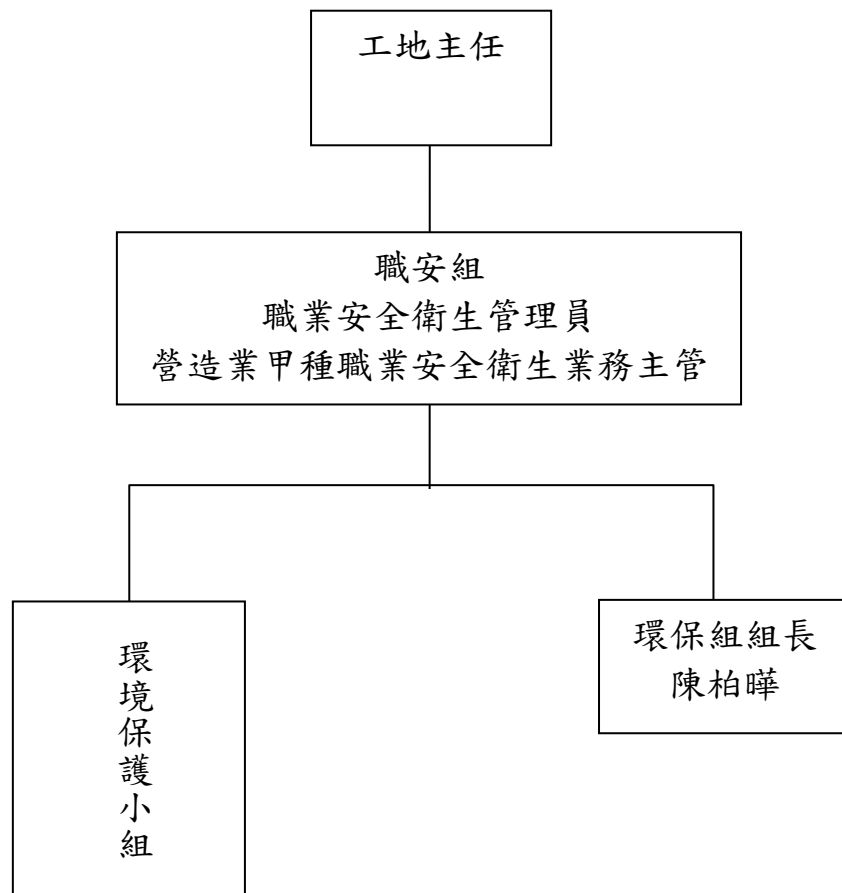 工地主任
職安組
職業安全衛生管理員
營造業甲種職業安全衛生業務主管
環境保護小組
環保組組長
陳柏曄